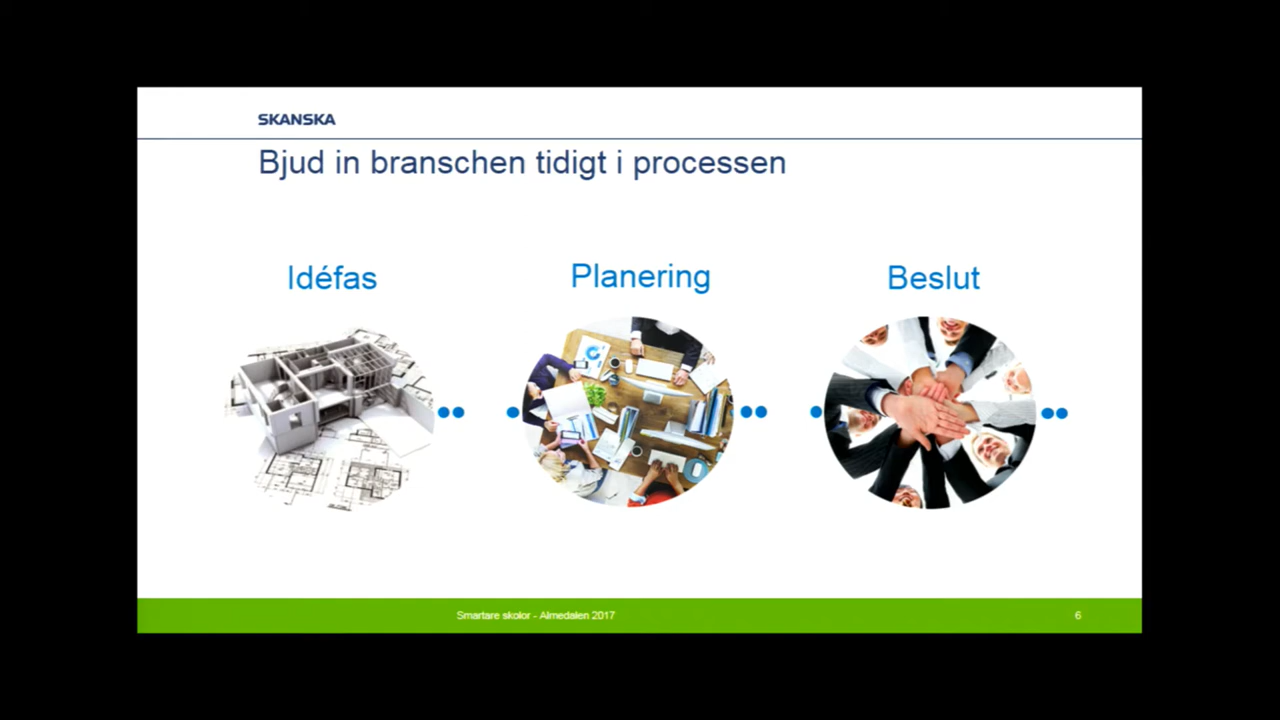 SKANSKA
Bjud in branschen tidigt i processen
Idéfas
Planering
Beslut
Smartare skolor - Almedalen 2017
6